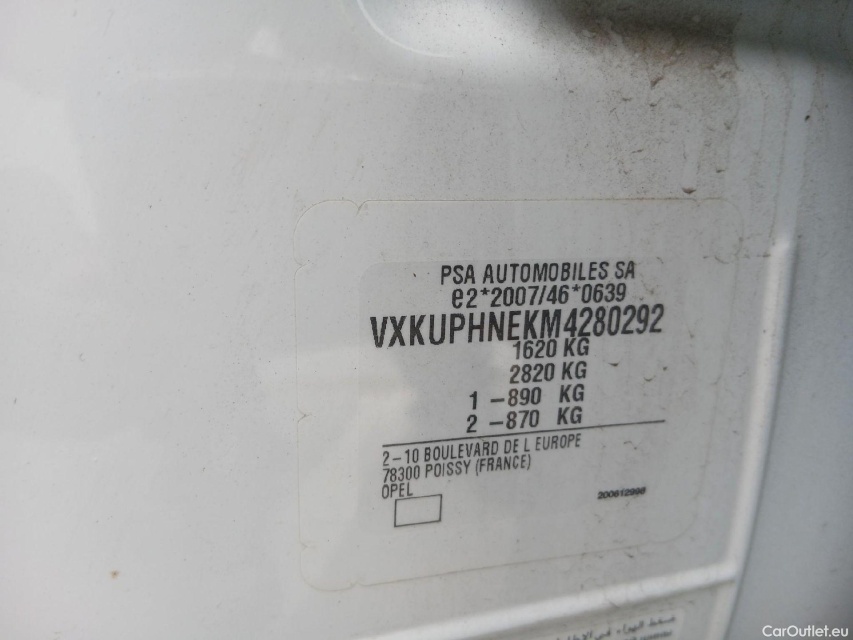 PSA AUTOMOBILES SA
e2*2007/46*0639
VXKUPHNEKM4280292
1620 KG
2820 KG
1 -890 KG
2 -870 KG
2-10 BOULEVARD DE L EUROPE
78300 POISSY (FRANCE)
OPEL
CarOutlet.eu